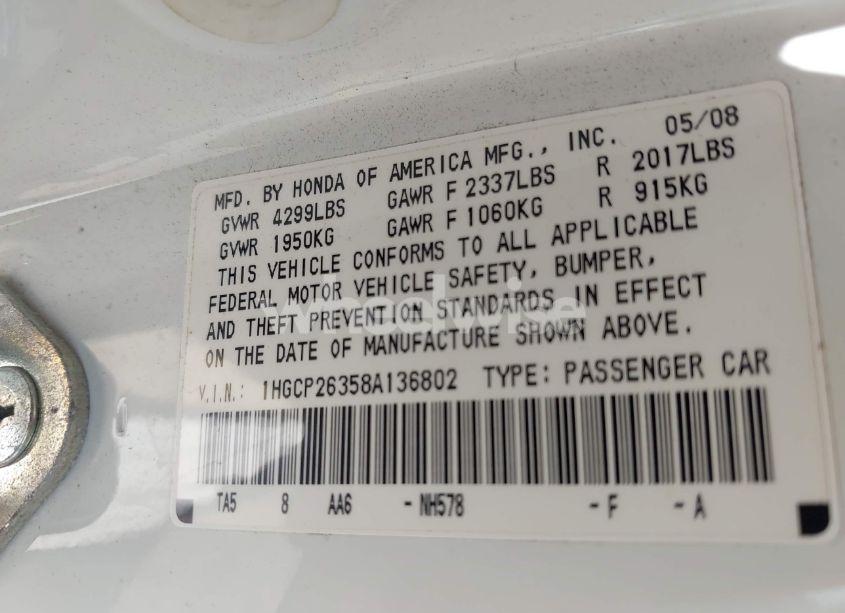 MFD. BY HONDA OF AMERICA MFG., INC. 05/08
GVWR 4299LBS GAWR F 2337LBS R 2017LBS
GVWR 1950KG GAWR F 1060KG R 915KG
THIS VEHICLE CONFORMS TO ALL APPLICABLE
FEDERAL MOTOR VEHICLE SAFETY, BUMPER,
AND THEFT PREVENTION STANDARDS IN EFFECT
ON THE DATE OF MANUFACTURE SHOWN ABOVE.
V.I.N.: 1HGCP26358A136802 TYPE: PASSENGER CAR
TA5 8 AA6 -NH578 -F -A
wheelwise